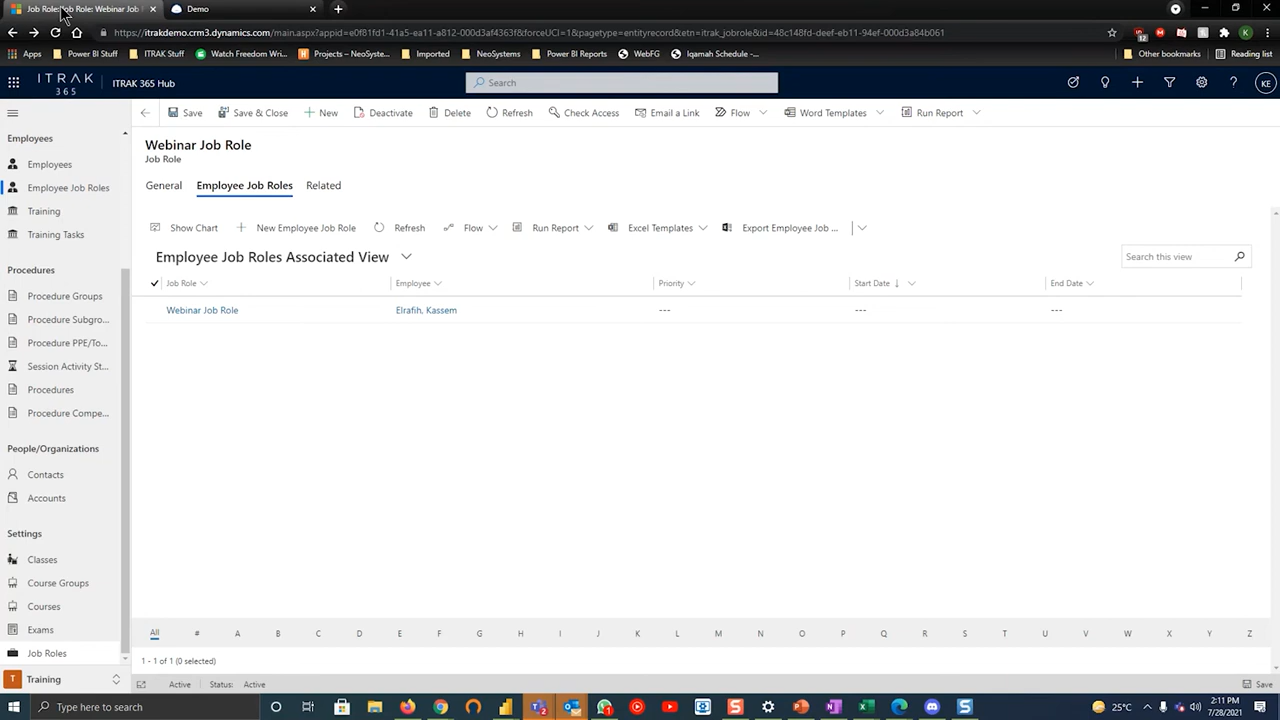 Job Role: Job Role: Webinar
Demo
https://itrakdemo.crm3.dynamics.com/main.aspx?appid=e0f81fd1-41a5-ea11-a812-000d3af4363f&forceUCI=1&pagetype=entityrecord&etn=itrak_jobrole&id=48c148fd-deef-eb11-94ef-000d3a84b061
Apps
Power BI Stuff
ITRAK Stuff
Watch Freedom Writ...
Projects – NeoSyste...
Imported
NeoSystems
Power BI Reports
WebFG
Iqamah Schedule -...
Other bookmarks
Reading list
ITRAK 365
ITRAK 365 Hub
Search
KE
Save
Save & Close
New
Deactivate
Delete
Refresh
Check Access
Email a Link
Flow
Word Templates
Run Report
Employees
Employees
Employee Job Roles
Training
Training Tasks
Procedures
Procedure Groups
Procedure Subgro...
Procedure PPE/To...
Session Activity St...
Procedures
Procedure Compe...
People/Organizations
Contacts
Accounts
Settings
Classes
Course Groups
Courses
Exams
Job Roles
T
Training
Webinar Job Role
Job Role
General
Employee Job Roles
Related
Show Chart
New Employee Job Role
Refresh
Flow
Run Report
Excel Templates
Export Employee Job ...
Employee Job Roles Associated View
Search this view
Job Role
Employee
Priority
Start Date
End Date
Webinar Job Role
Elrafih, Kassem
---
---
---
All # A B C D E F G H I J K L M N O P Q R S T U V W X Y Z
1 - 1 of 1 (0 selected)
Active
Status:
Active
Save
Type here to search
25°C
2:11 PM
7/28/2021